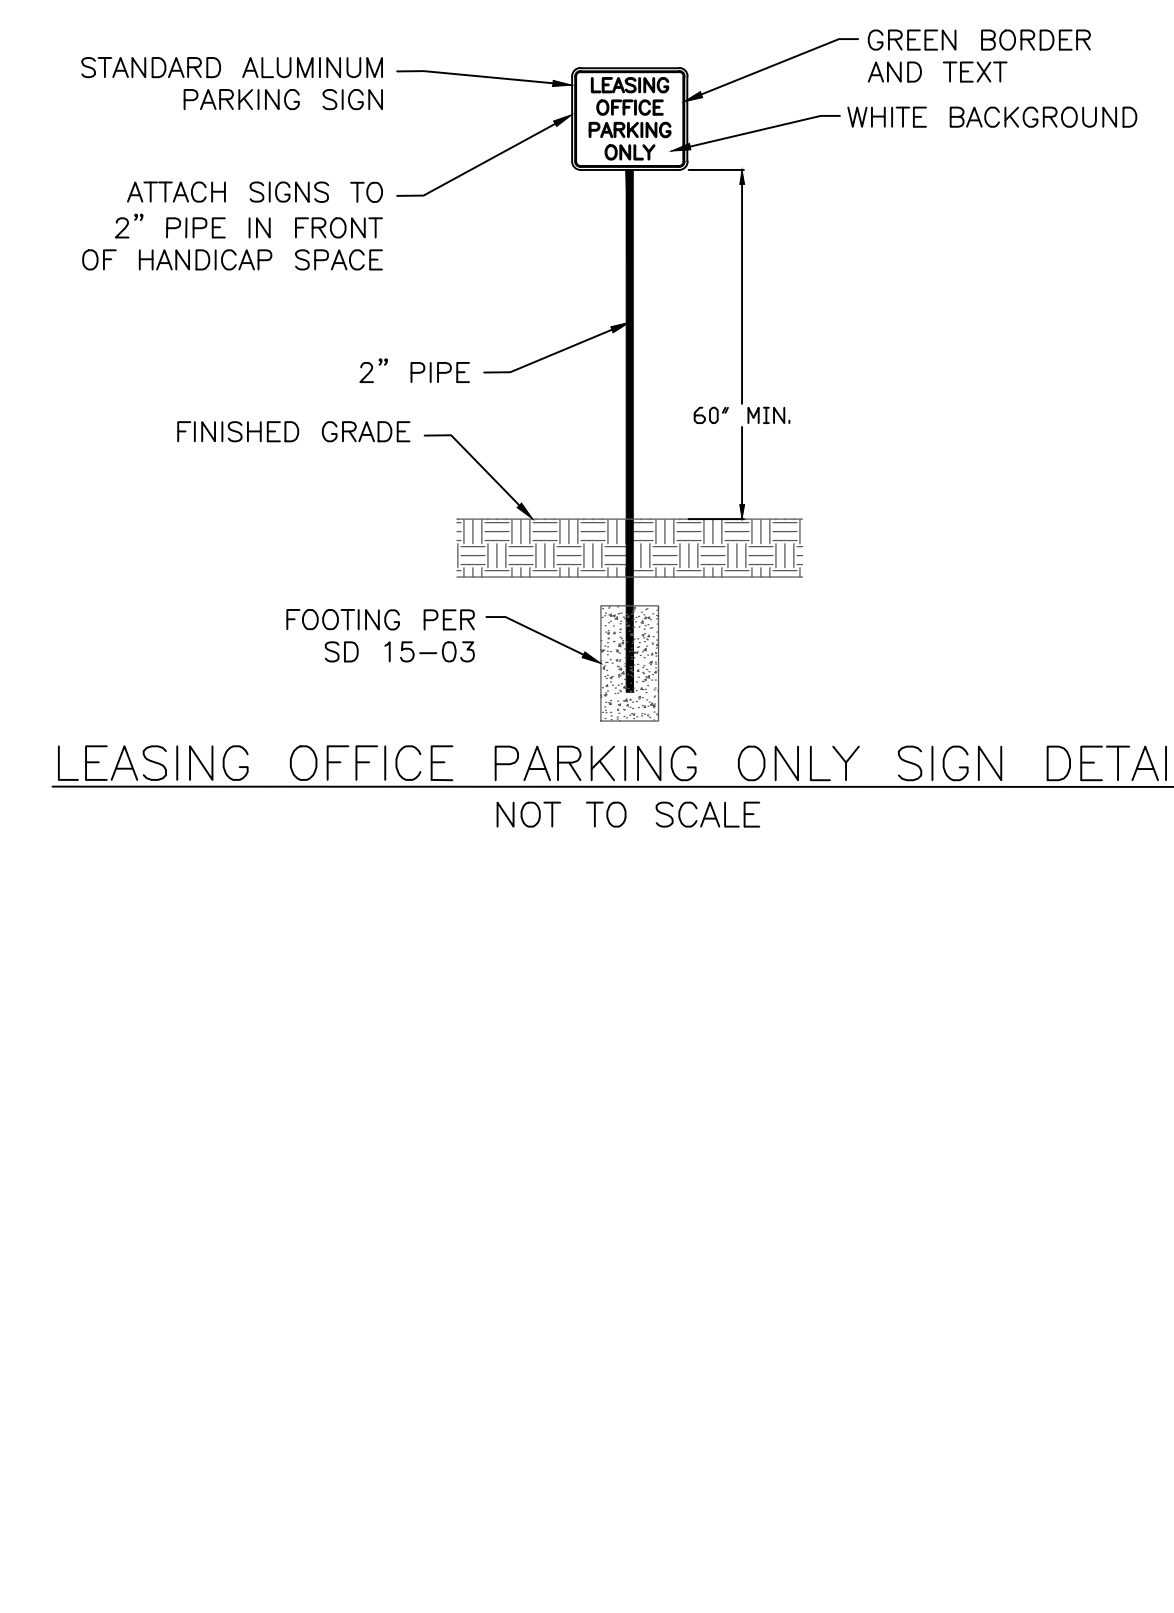 STANDARD ALUMINUM
PARKING SIGN
GREEN BORDER
AND TEXT
LEASING
OFFICE
PARKING
ONLY
WHITE BACKGROUND
ATTACH SIGNS TO
2” PIPE IN FRONT
OF HANDICAP SPACE
2” PIPE
60" MIN.
FINISHED GRADE
FOOTING PER
SD 15-03
LEASING OFFICE PARKING ONLY SIGN DETAI
NOT TO SCALE